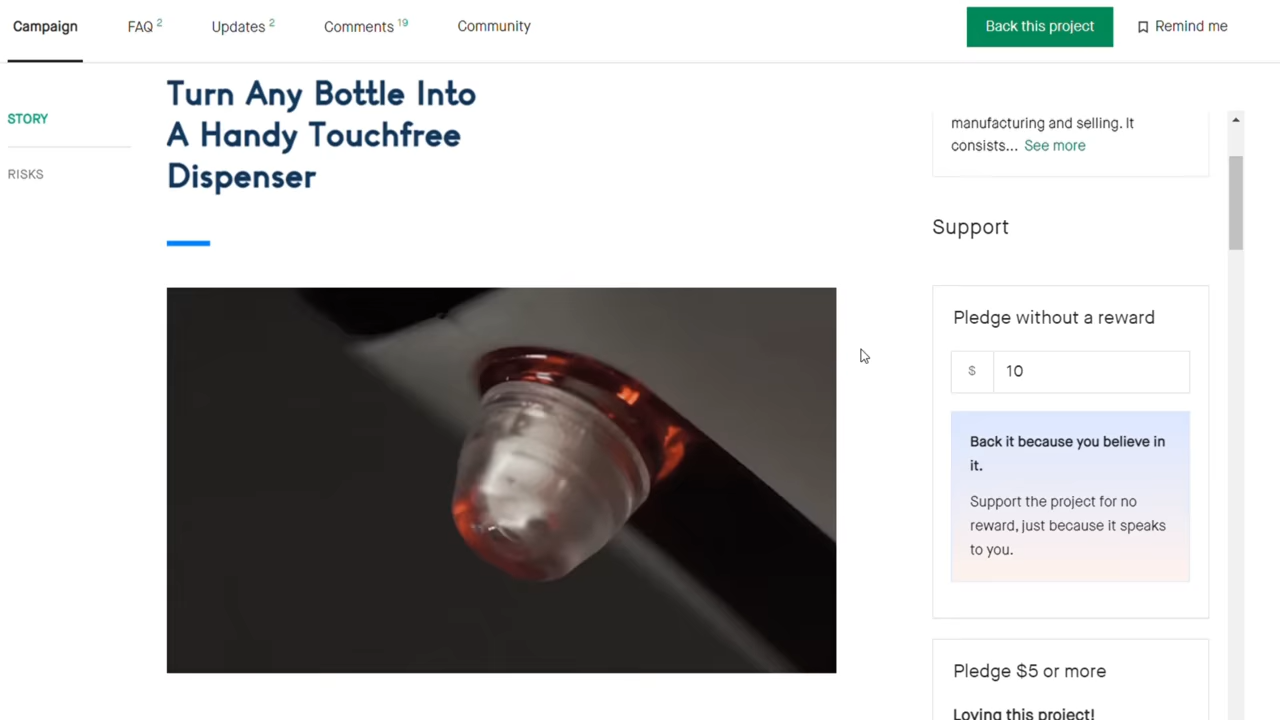 Campaign
FAQ 2
Updates 2
Comments 19
Community
Back this project
Remind me
STORY
RISKS
Turn Any Bottle Into
A Handy Touchfree
Dispenser
manufacturing and selling. It
consists... See more
Support
Pledge without a reward
$ 10
Back it because you believe in
it.
Support the project for no
reward, just because it speaks
to you.
Pledge $5 or more
Loving this project!